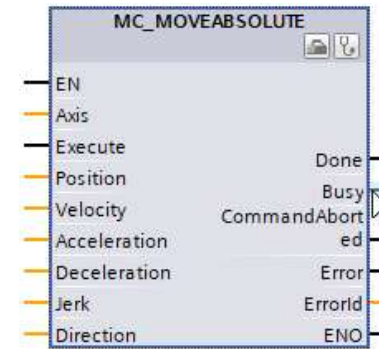 MC_MOVEABSOLUTE
EN
Axis
Execute
Position
Velocity
Acceleration
Deceleration
Jerk
Direction
Done
Busy
CommandAbort
ed
Error
ErrorId
ENO